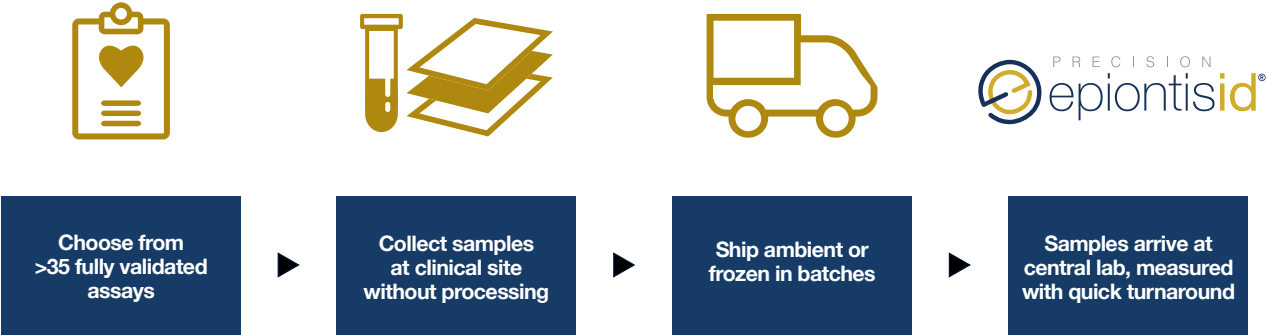 PRECISION
epiontisid®
Choose from
>35 fully validated
assays
Collect samples
at clinical site
without processing
Ship ambient or
frozen in batches
Samples arrive at
central lab, measured
with quick turnaround